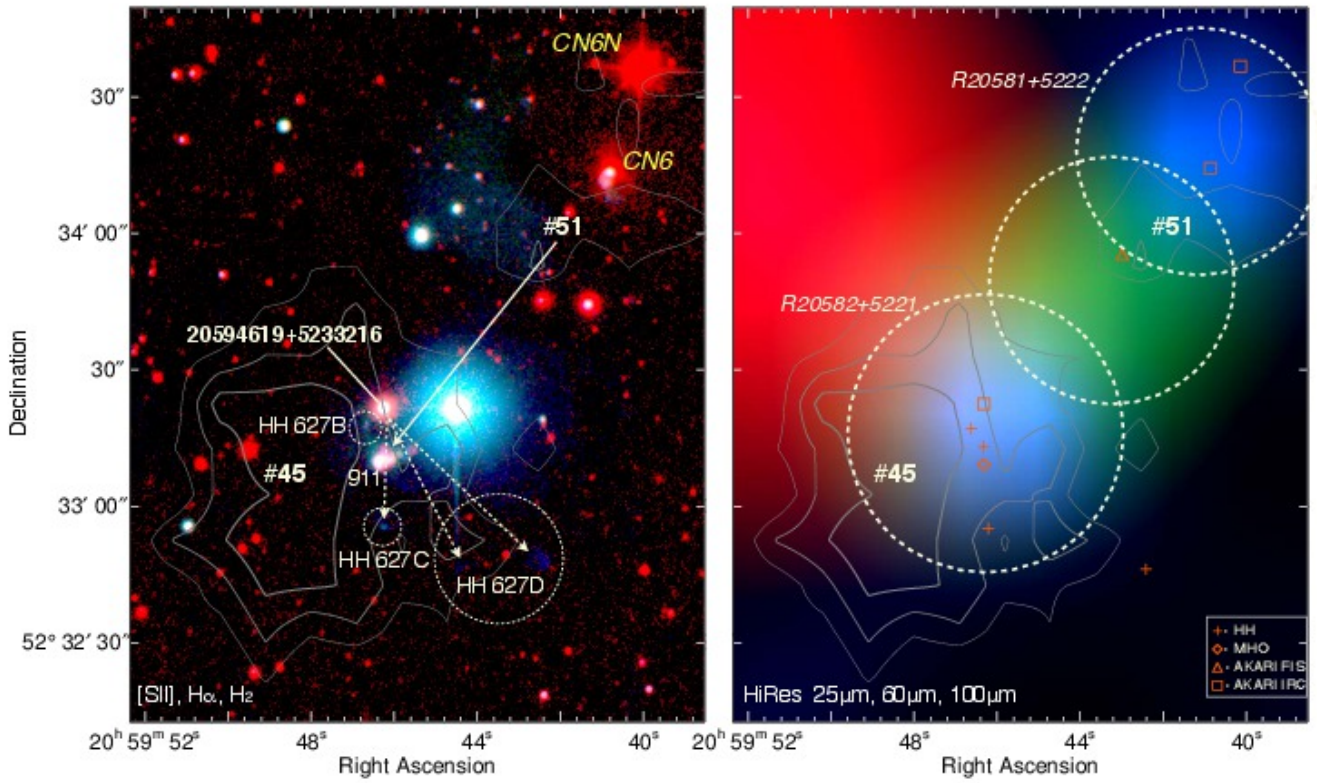 CN6N
CN6
#51
20594619+5233216
HH 627B
#45
911
HH 627C
HH 627D
[SII], Hα, H2
30″
34′ 00″
30″
33′ 00″
52° 32′ 30″
Declination
20h 59m 52s
48s
44s
40s
Right Ascension
R20581+5222
#51
R20582+5221
#45
HH
MHO
AKARI FIS
AKARI IRC
HiRes 25μm, 60μm, 100μm
20h 59m 52s
48s
44s
40s
Right Ascension